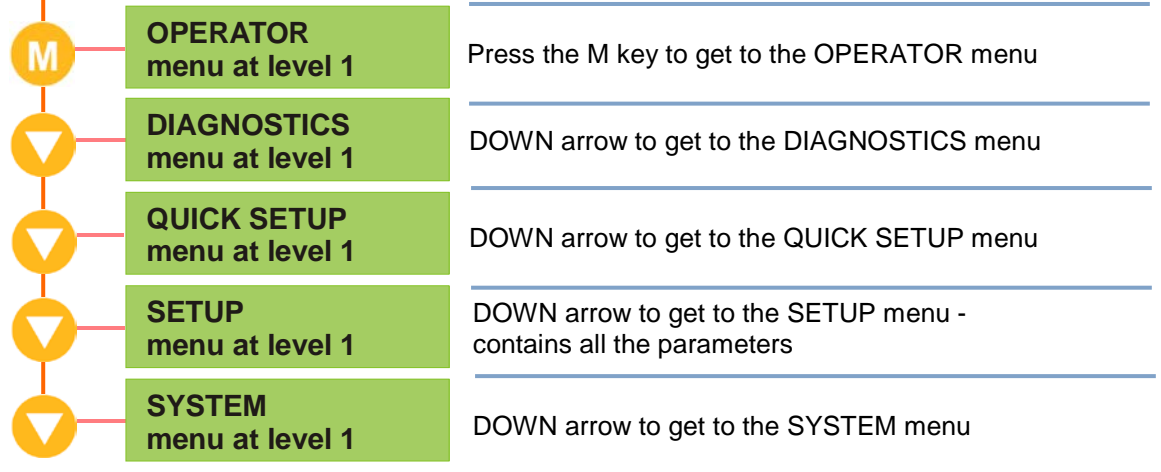 M
OPERATOR
menu at level 1
Press the M key to get to the OPERATOR menu
DIAGNOSTICS
menu at level 1
DOWN arrow to get to the DIAGNOSTICS menu
QUICK SETUP
menu at level 1
DOWN arrow to get to the QUICK SETUP menu
SETUP
menu at level 1
DOWN arrow to get to the SETUP menu -
contains all the parameters
SYSTEM
menu at level 1
DOWN arrow to get to the SYSTEM menu